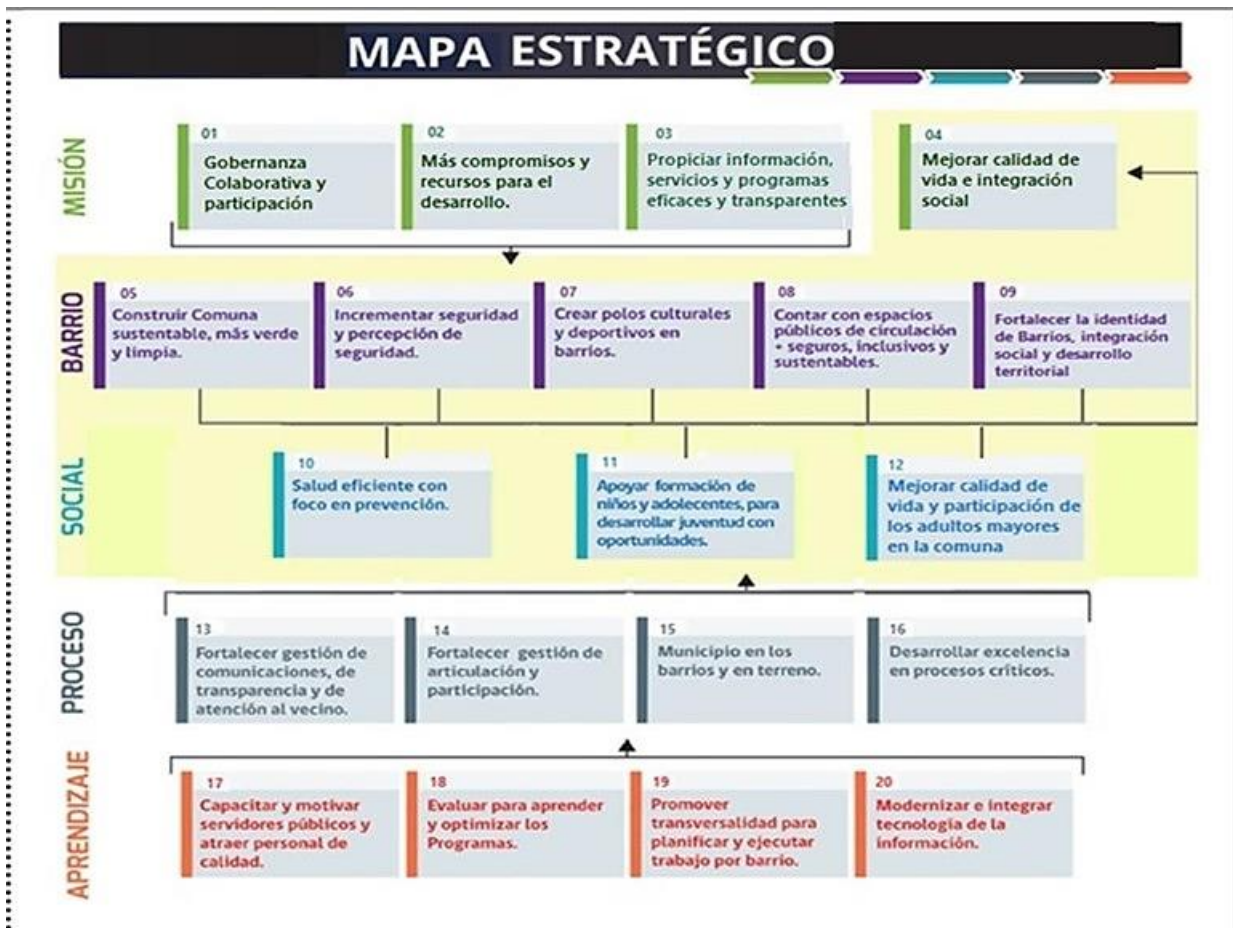 MAPA ESTRATÉGICO
MISIÓN
01
Gobernanza
Colaborativa y
participación
02
Más compromisos y
recursos para el
desarrollo.
03
Propiciar información,
servicios y programas
eficaces y transparentes
04
Mejorar calidad de
vida e integración
social
BARRIO
05
Construir Comuna
sustentable, más verde
y limpia.
06
Incrementar seguridad
y percepción de
seguridad.
07
Crear polos culturales
y deportivos en
barrios.
08
Contar con espacios
públicos de circulación
+ seguros, inclusivos y
sustentables.
09
Fortalecer la identidad
de Barrios, integración
social y desarrollo
territorial
SOCIAL
10
Salud eficiente con
foco en prevención.
11
Apoyar formación de
niños y adolecentes, para
desarrollar juventud con
oportunidades.
12
Mejorar calidad de
vida y participación de
los adultos mayores
en la comuna
PROCESO
13
Fortalecer gestión de
comunicaciones, de
transparencia y de
atención al vecino.
14
Fortalecer gestión de
articulación y
participación.
15
Municipio en los
barrios y en terreno.
16
Desarrollar excelencia
en procesos críticos.
APRENDIZAJE
17
Capacitar y motivar
servidores públicos y
atraer personal de
calidad.
18
Evaluar para aprender
y optimizar los
Programas.
19
Promover
transversalidad para
planificar y ejecutar
trabajo por barrio.
20
Modernizar e integrar
tecnología de la
información.